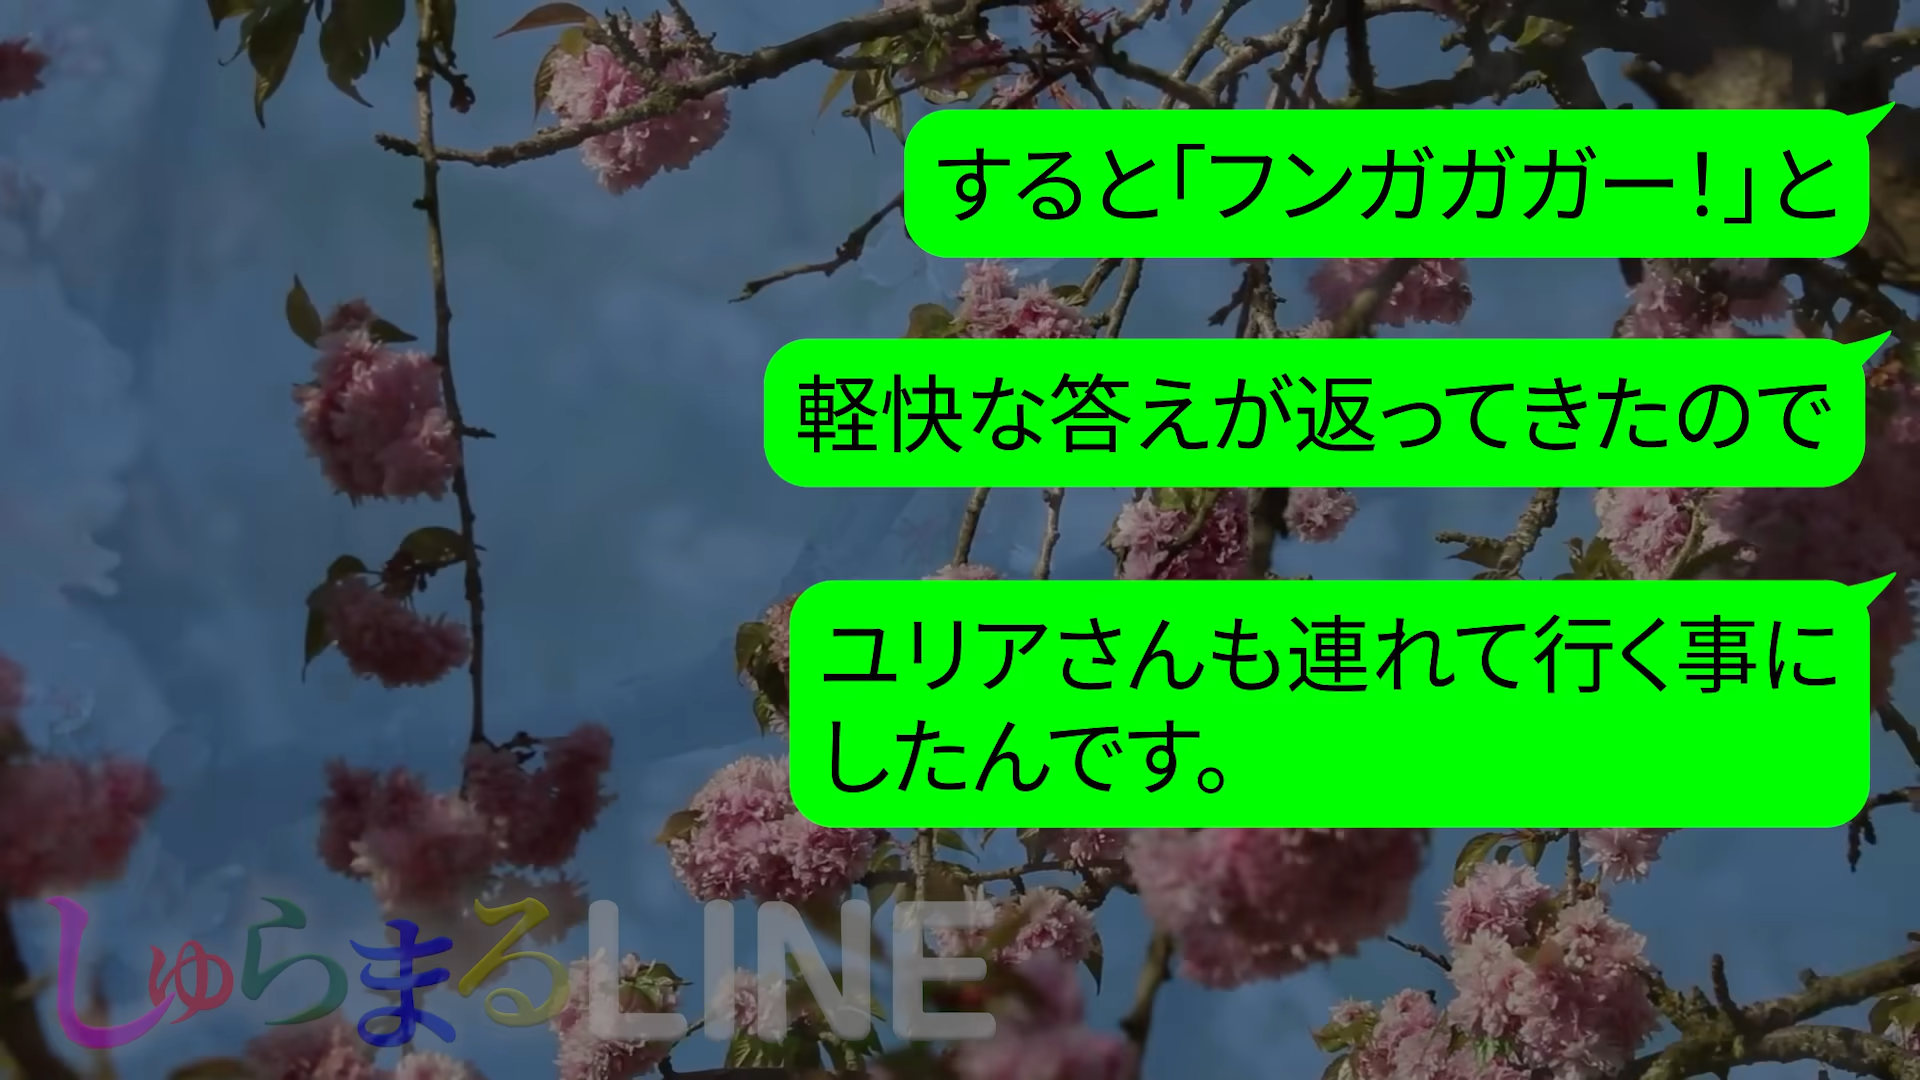 すると「フンガガガー！」と
軽快な答えが返ってきたので
ユリアさんも連れて行く事に
したんです。
しゅらまるLINE